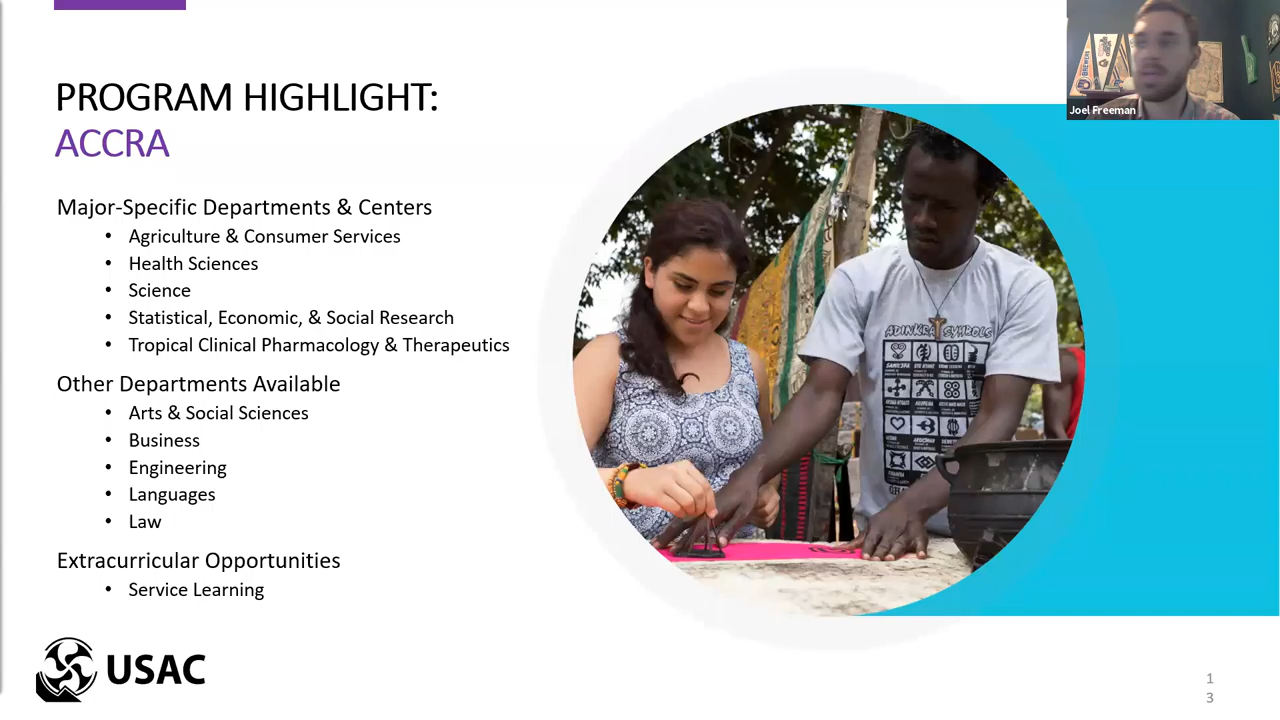 PROGRAM HIGHLIGHT:
ACCRA
Major-Specific Departments & Centers
• Agriculture & Consumer Services
• Health Sciences
• Science
• Statistical, Economic, & Social Research
• Tropical Clinical Pharmacology & Therapeutics
Other Departments Available
• Arts & Social Sciences
• Business
• Engineering
• Languages
• Law
Extracurricular Opportunities
• Service Learning
USAC
Joel Freeman
BREWERS
ADINKRA SYMBOLS
SANKOFA
1
3